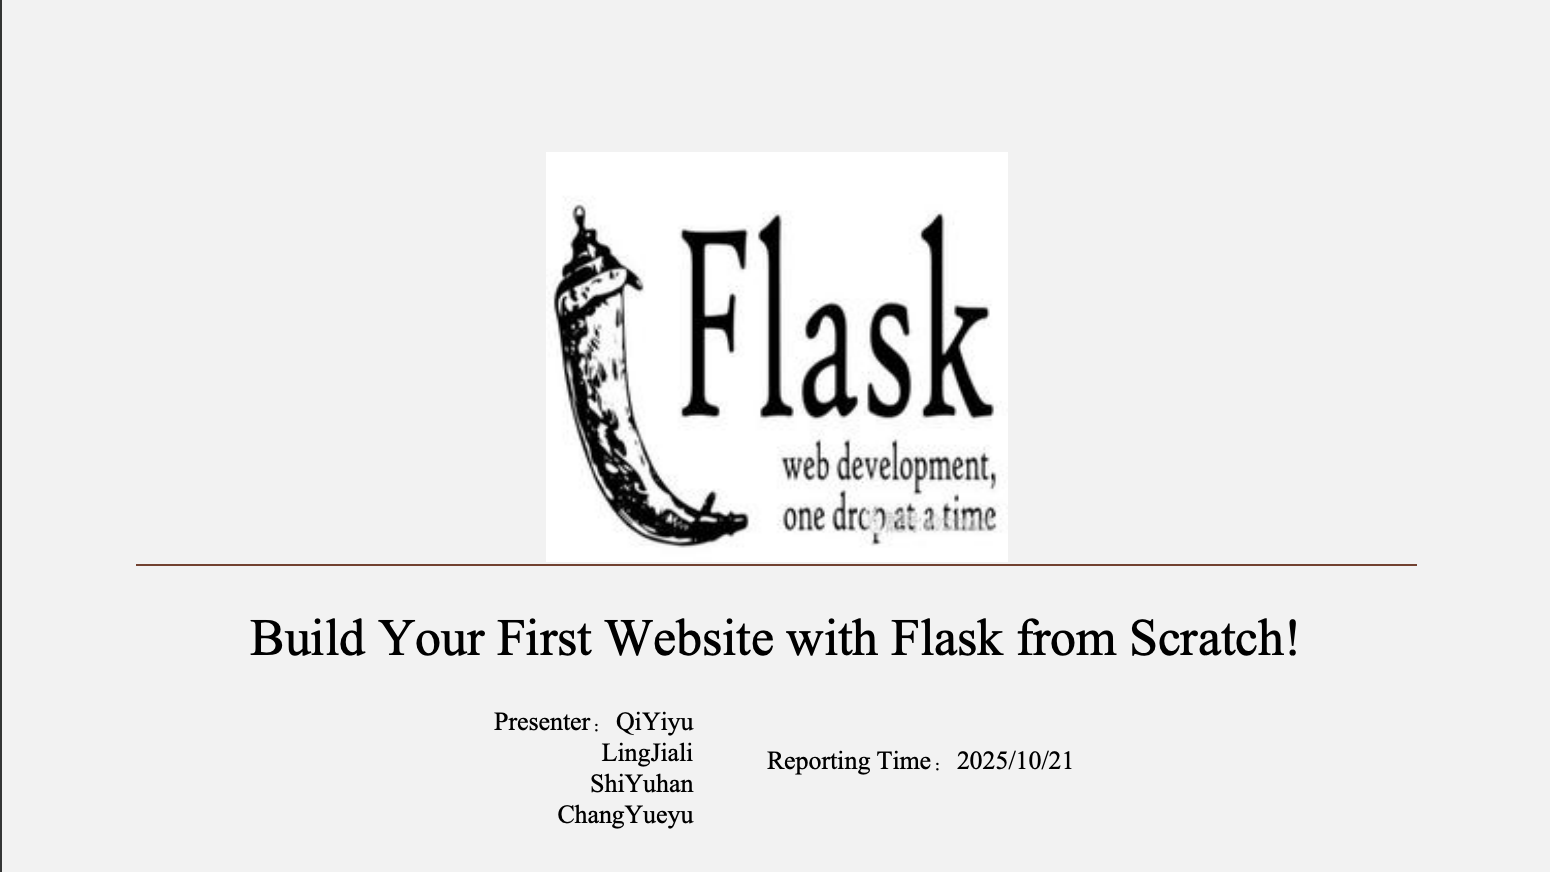 Flask
web development,
one drop at a time
Build Your First Website with Flask from Scratch!
Presenter： QiYiyu
LingJiali
ShiYuhan
ChangYueyu
Reporting Time： 2025/10/21